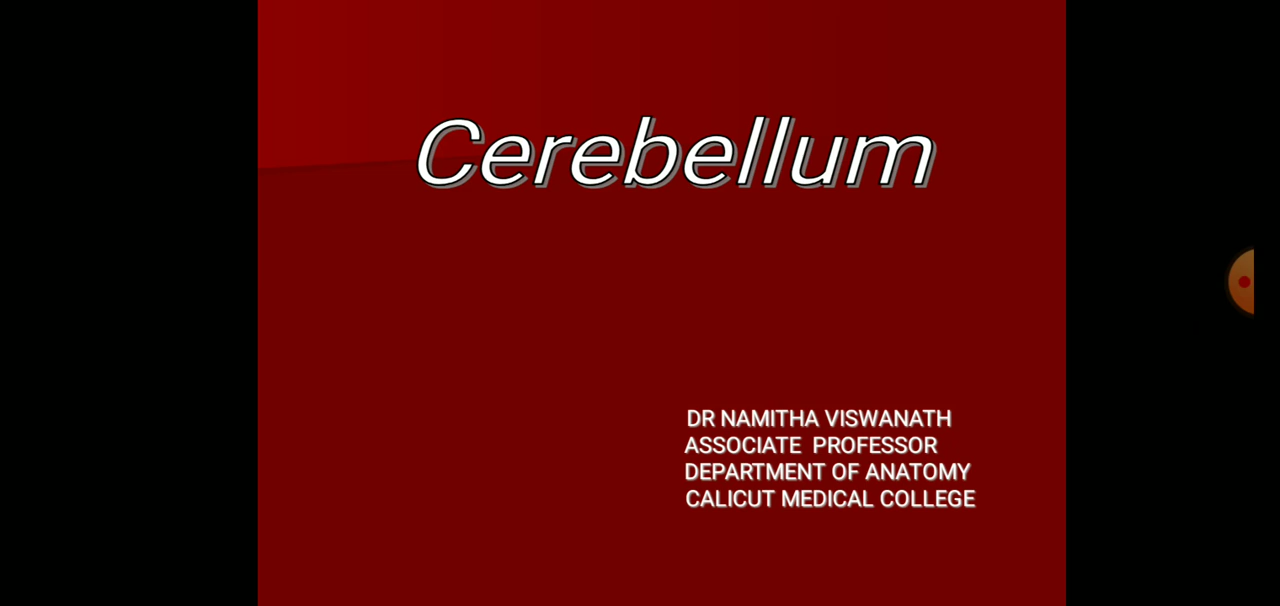 Cerebellum
DR NAMITHA VISWANATH
ASSOCIATE PROFESSOR
DEPARTMENT OF ANATOMY
CALICUT MEDICAL COLLEGE